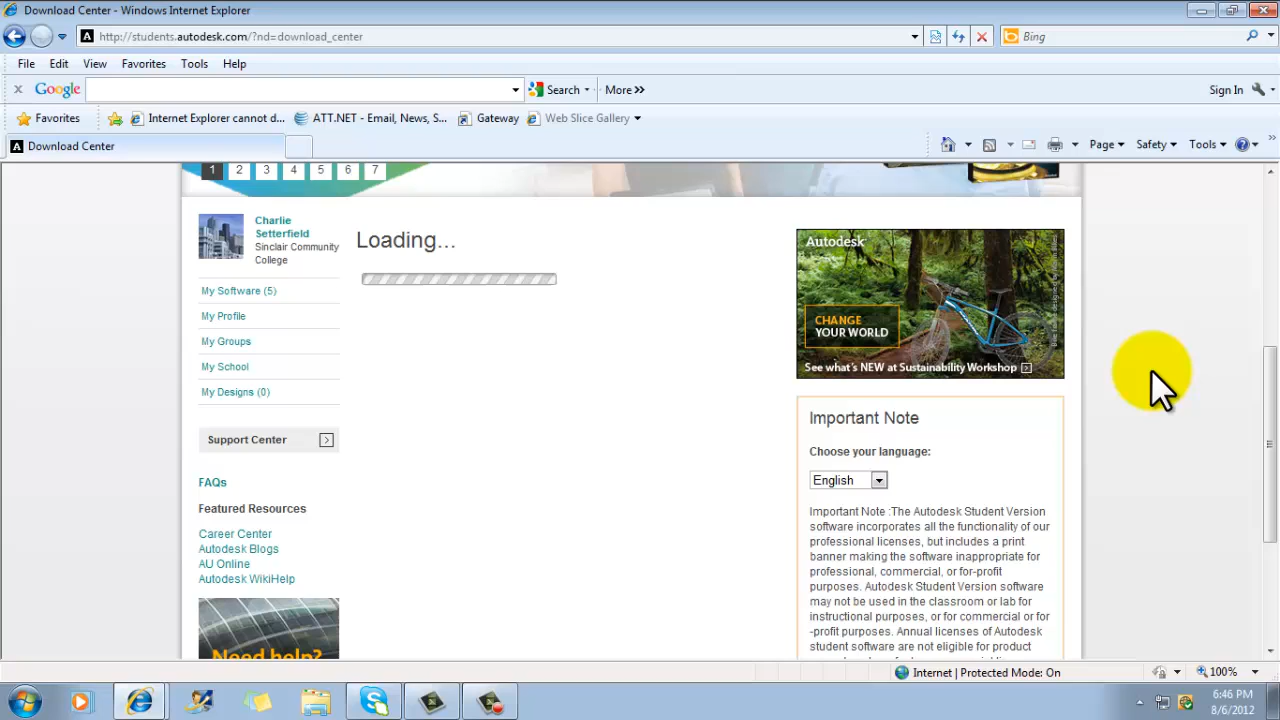 Download Center - Windows Internet Explorer
http://students.autodesk.com/?nd=download_center
Bing
File Edit View Favorites Tools Help
Google Search More »
Sign In
Favorites Internet Explorer cannot d... ATT.NET - Email, News, S... Gateway Web Slice Gallery
Download Center
Page Safety Tools
1 2 3 4 5 6 7
Charlie
Setterfield
Sinclair Community
College
My Software (5)
My Profile
My Groups
My School
My Designs (0)
Support Center
FAQs
Featured Resources
Career Center
Autodesk Blogs
AU Online
Autodesk WikiHelp
Need help?
Loading...
Autodesk
CHANGE
YOUR WORLD
See what's NEW at Sustainability Workshop
Important Note
Choose your language:
English
Important Note :The Autodesk Student Version
software incorporates all the functionality of our
professional licenses, but includes a print
banner making the software inappropriate for
professional, commercial, or for-profit
purposes. Autodesk Student Version software
may not be used in the classroom or lab for
instructional purposes, or for commercial or for
-profit purposes. Annual licenses of Autodesk
student software are not eligible for product
Internet | Protected Mode: On
100%
6:46 PM
8/6/2012